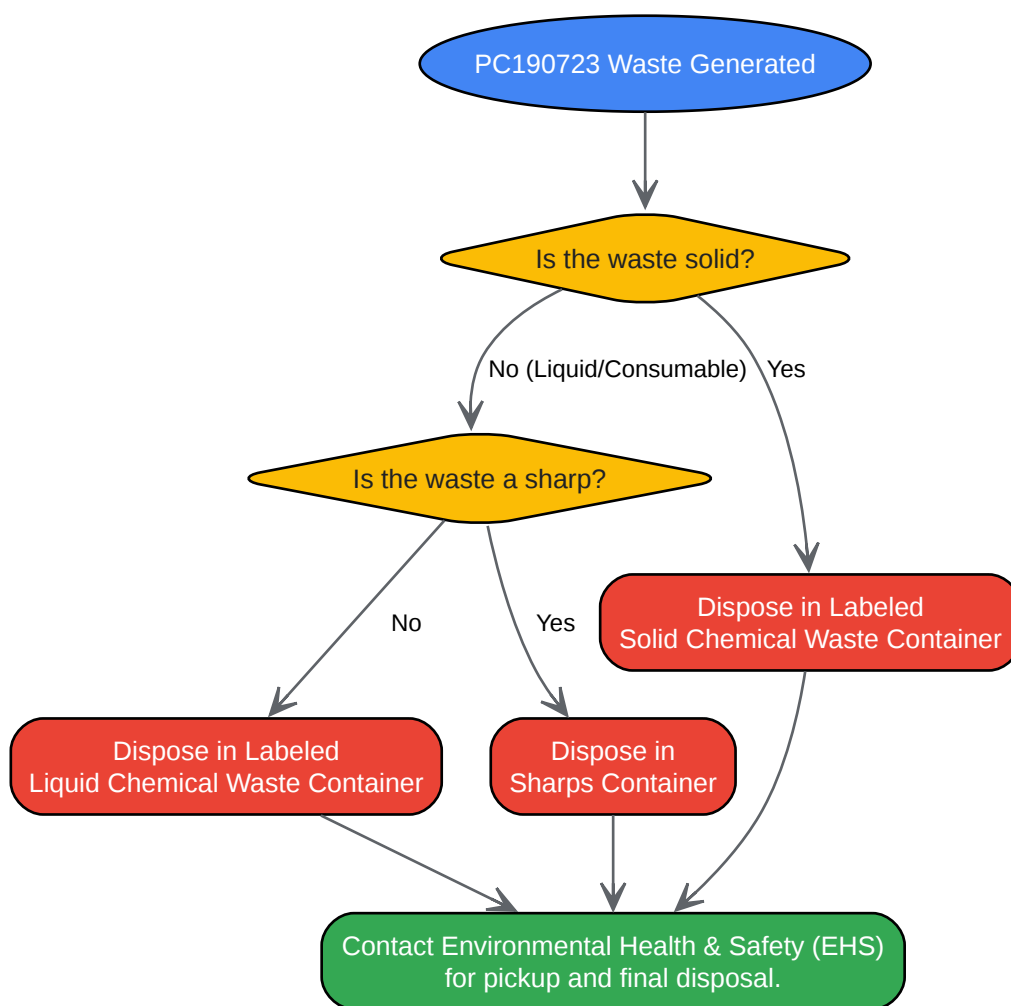 PC190723 Waste Generated
Is the waste solid?
No (Liquid/Consumable)
Yes
Is the waste a sharp?
No
Yes
Dispose in Labeled
Solid Chemical Waste Container
Dispose in Labeled
Liquid Chemical Waste Container
Dispose in
Sharps Container
Contact Environmental Health & Safety (EHS)
for pickup and final disposal.